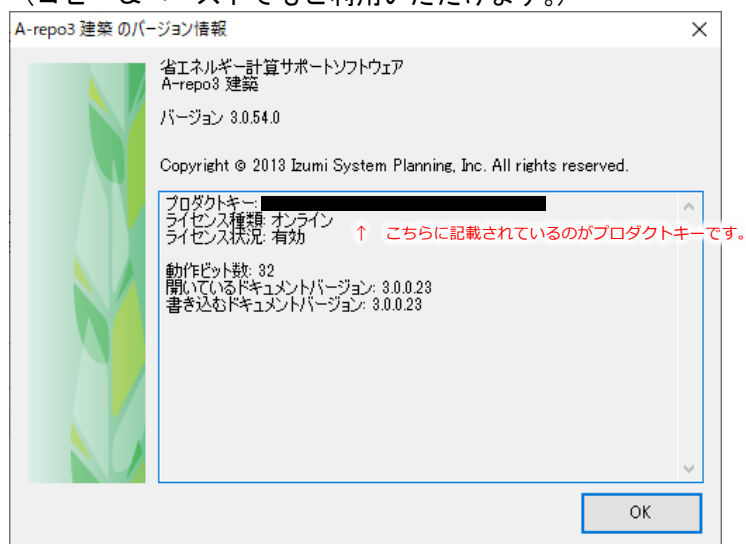 A-repo3 建築 のバージョン情報
省エネルギー計算サポートソフトウェア
A-repo3 建築
バージョン 3.0.54.0
Copyright © 2013 Izumi System Planning, Inc. All rights reserved.
プロダクトキー:
ライセンス種類: オンライン
ライセンス状況: 有効
↑ こちらに記載されているのがプロダクトキーです。
動作ビット数: 32
開いているドキュメントバージョン: 3.0.0.23
書き込むドキュメントバージョン: 3.0.0.23
OK